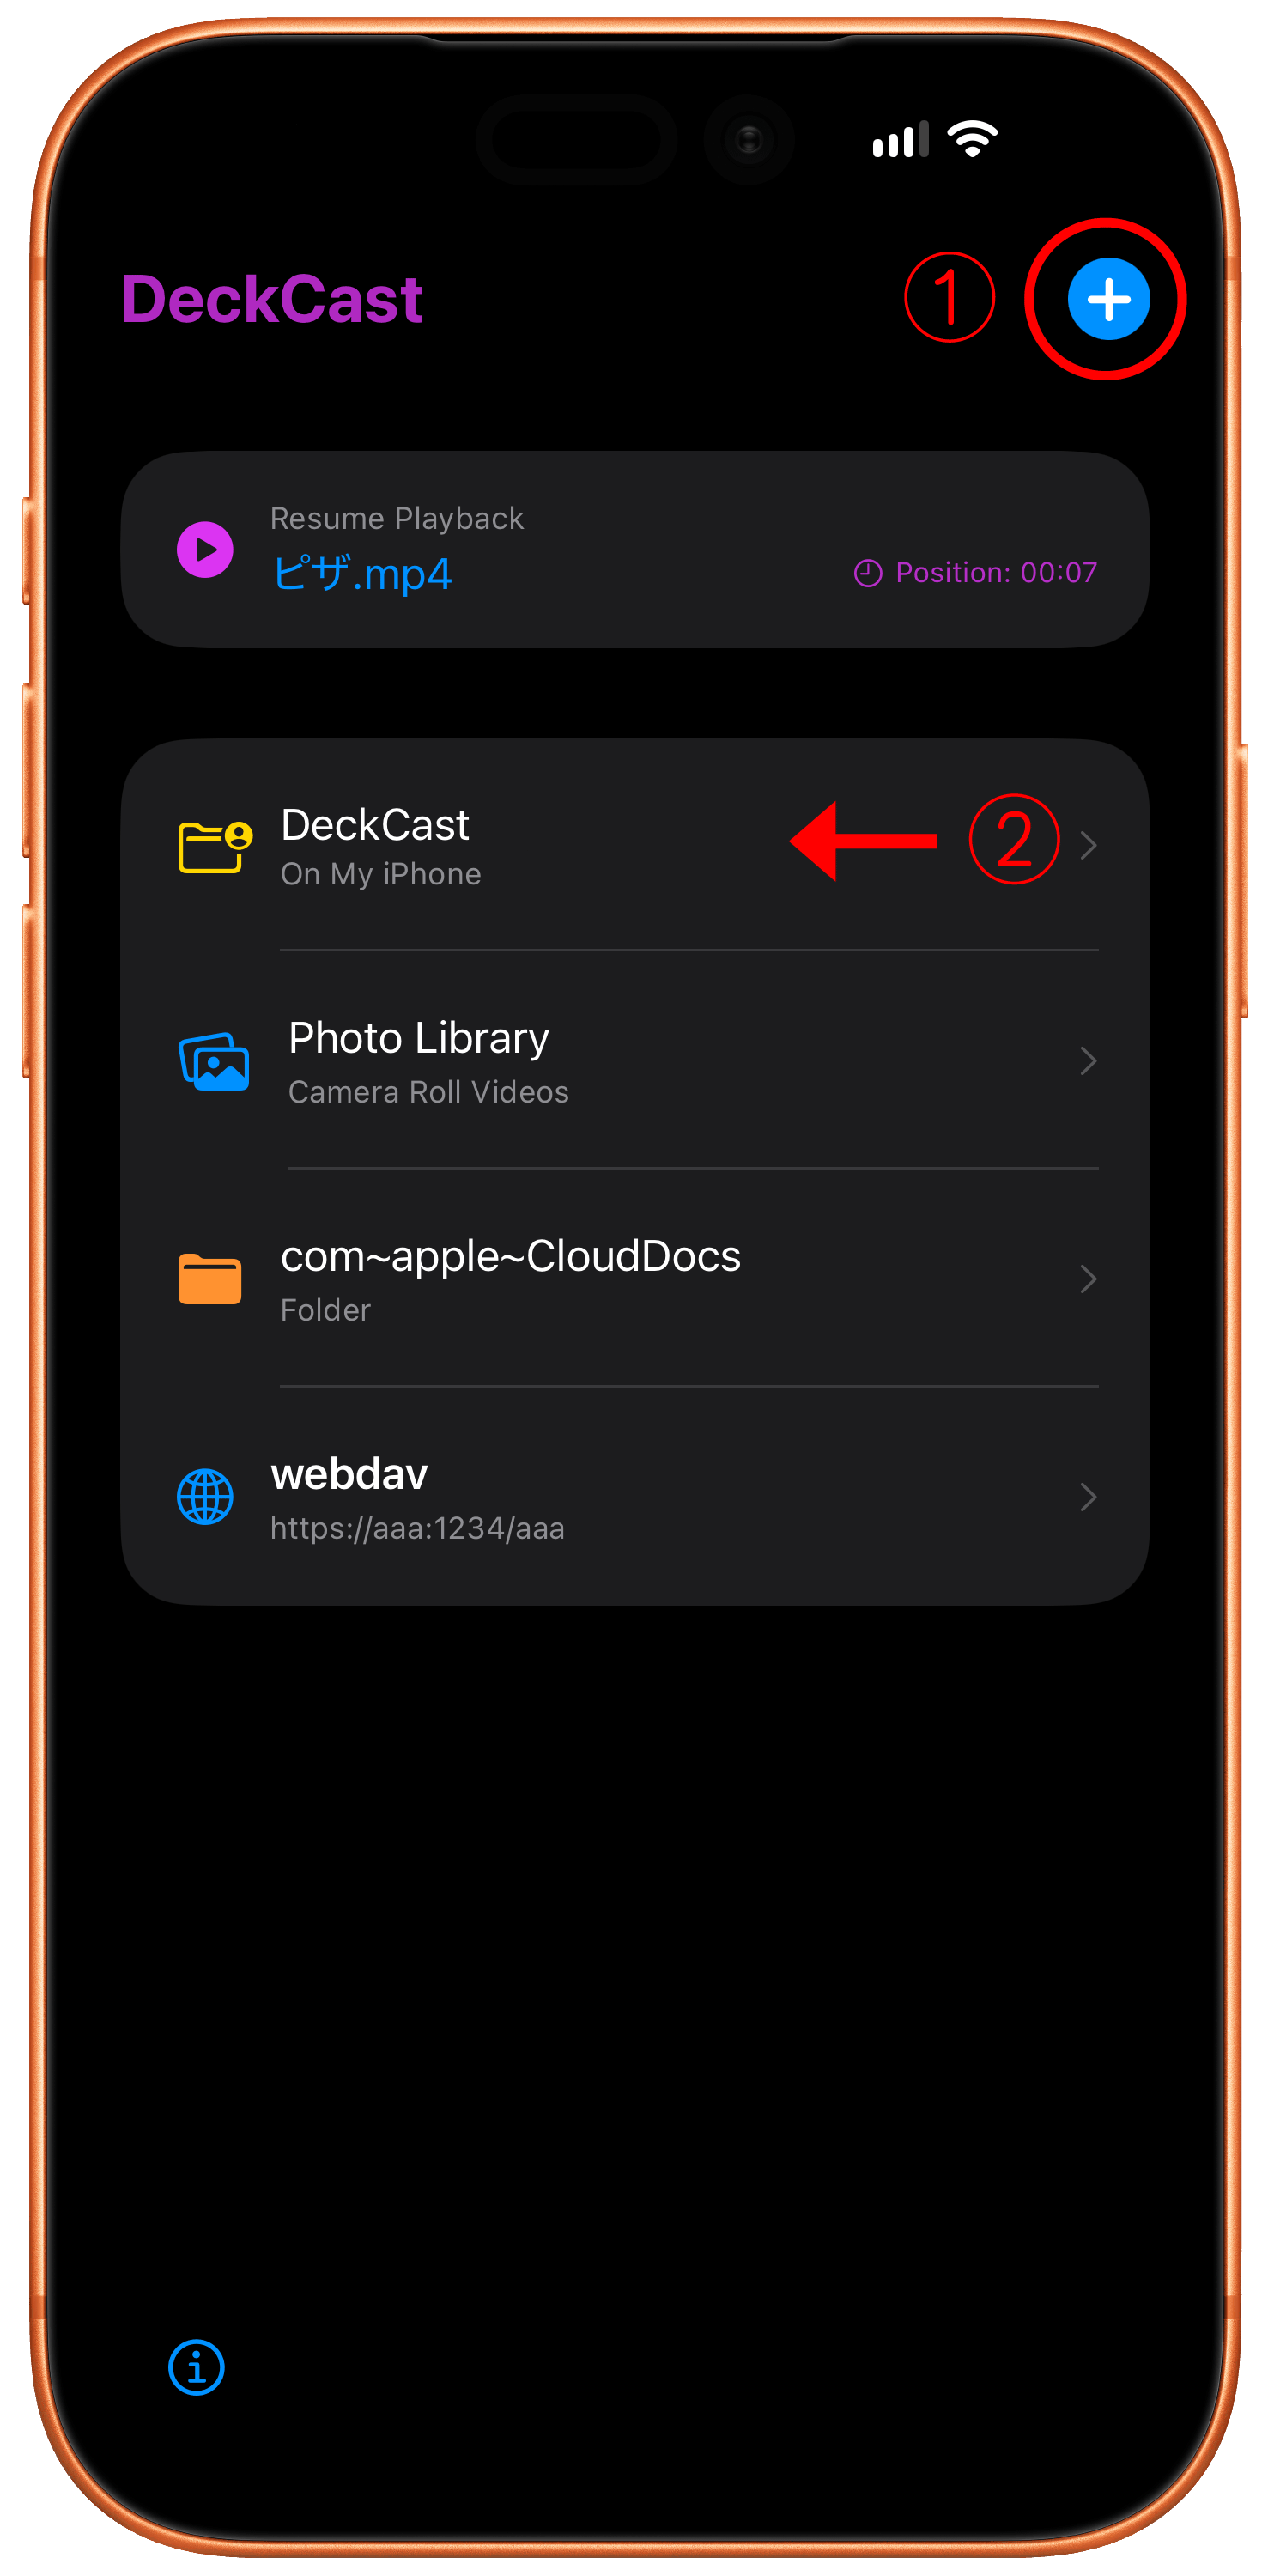 DeckCast
①
Resume Playback
ピザ.mp4
Position: 00:07
DeckCast
On My iPhone
②
Photo Library
Camera Roll Videos
com~apple~CloudDocs
Folder
webdav
https://aaa:1234/aaa